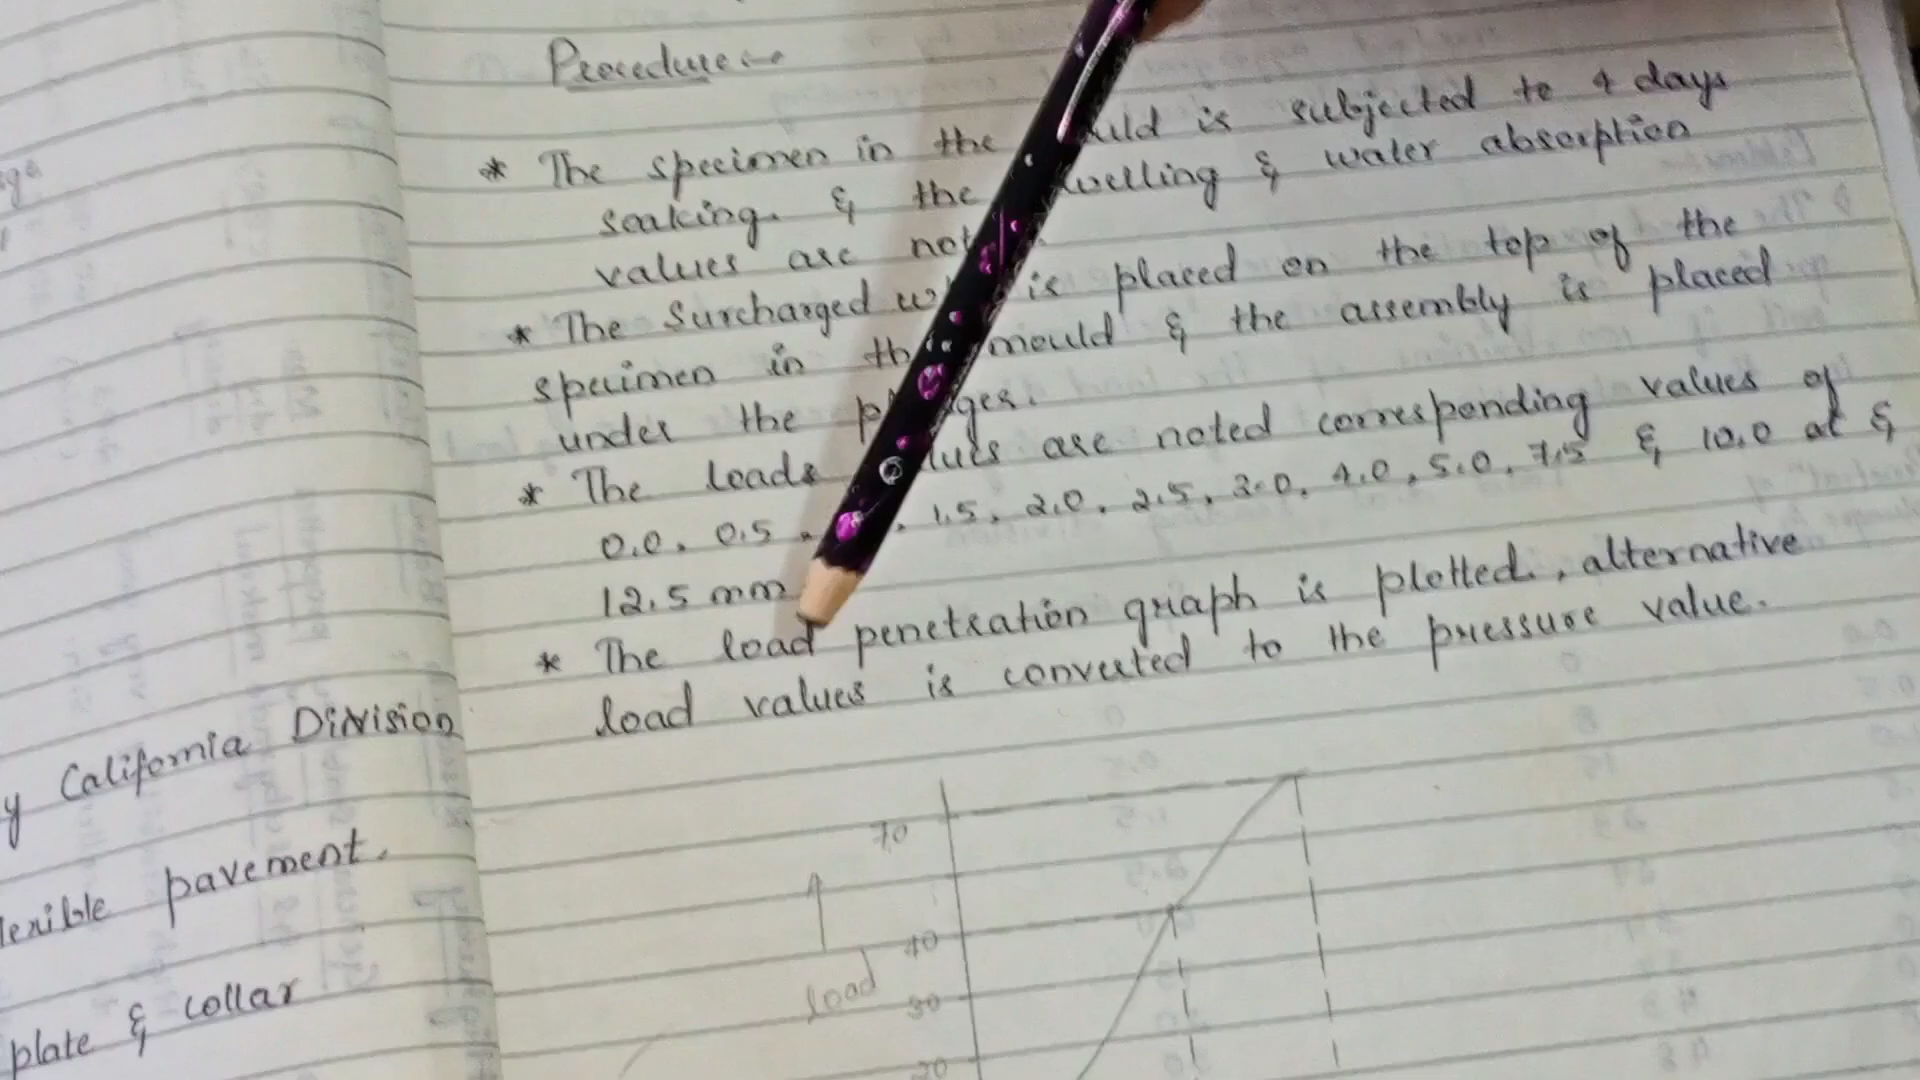 Procedure :-
* The specimen in the is subjected to 4 days
soaking. & the & water absorption
values are
* The Surcharged is placed on the top of the
specimen in mould & the assembly is placed
under the
* The loads are noted corresponding values of
0.0, 0.5, 1.5, 2.0, 2.5, 3.0, 4.0, 5.0, 7.5 & 10.0 at &
12.5 mm
* The load penetration graph is plotted, alternative
load values is converted to the pressure value.
70
40
load
30
20
y California Division
pavement.
plate & collar